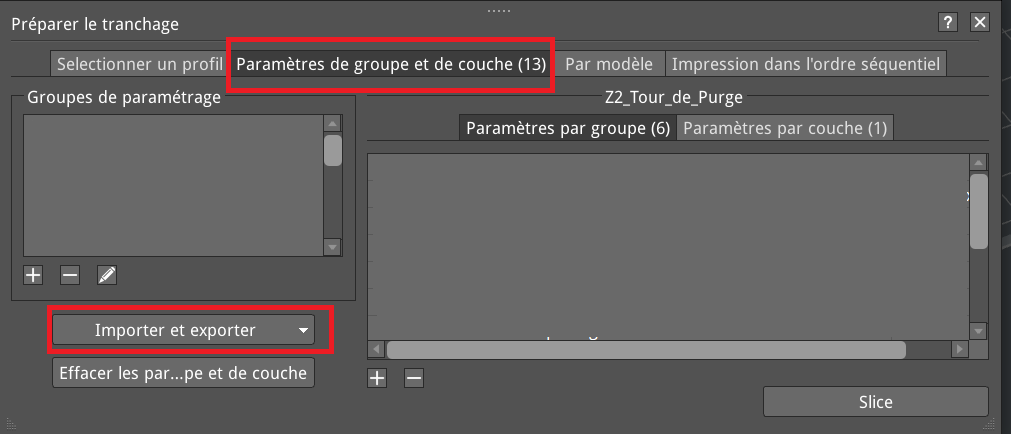 Préparer le tranchage
?
Selectionner un profil Paramètres de groupe et de couche (13) Par modèle Impression dans l'ordre séquentiel
Groupes de paramétrage
Z2_Tour_de_Purge
Paramètres par groupe (6) Paramètres par couche (1)
Importer et exporter
Effacer les par...pe et de couche
Slice